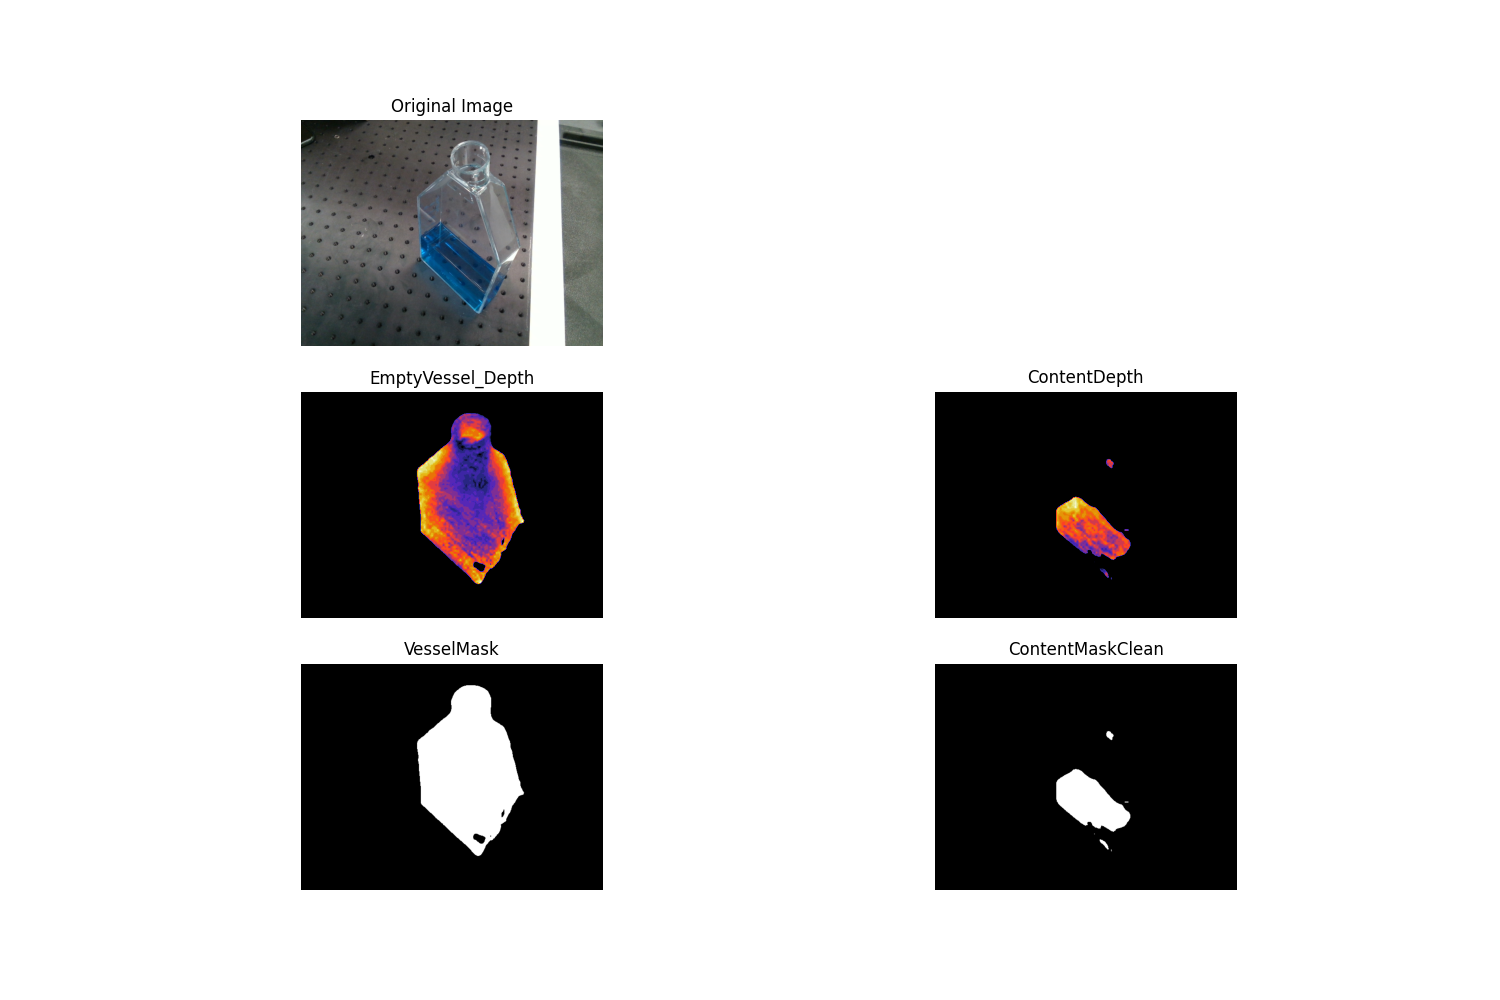 Original Image
EmptyVessel_Depth
ContentDepth
VesselMask
ContentMaskClean